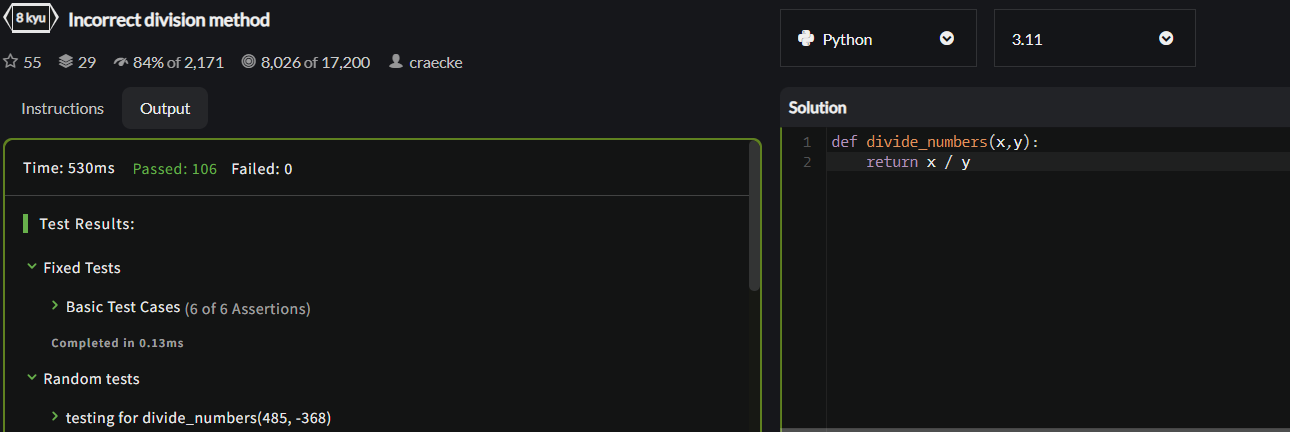 8 kyu Incorrect division method
55 29 84% of 2,171 8,026 of 17,200 craecke
Instructions Output
Time: 530ms Passed: 106 Failed: 0
Test Results:
Fixed Tests
Basic Test Cases (6 of 6 Assertions)
Completed in 0.13ms
Random tests
testing for divide_numbers(485, -368)
Python 3.11
Solution
1 def divide_numbers(x,y):
2 return x / y